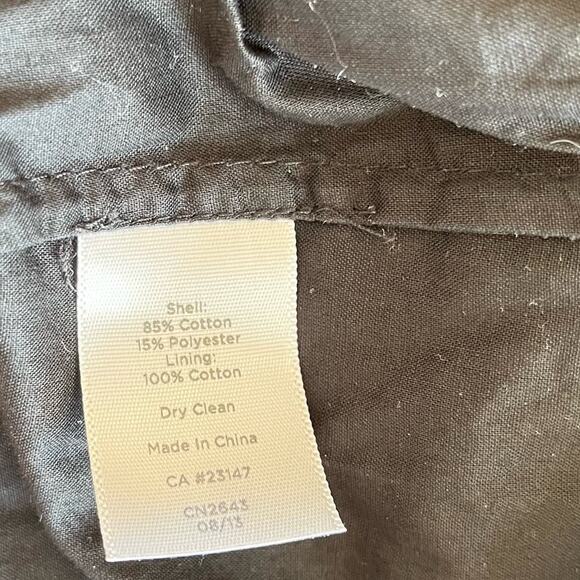 Shell:
85% Cotton
15% Polyester
Lining:
100% Cotton
Dry Clean
Made In China
CA #23147
CN2643
08/13